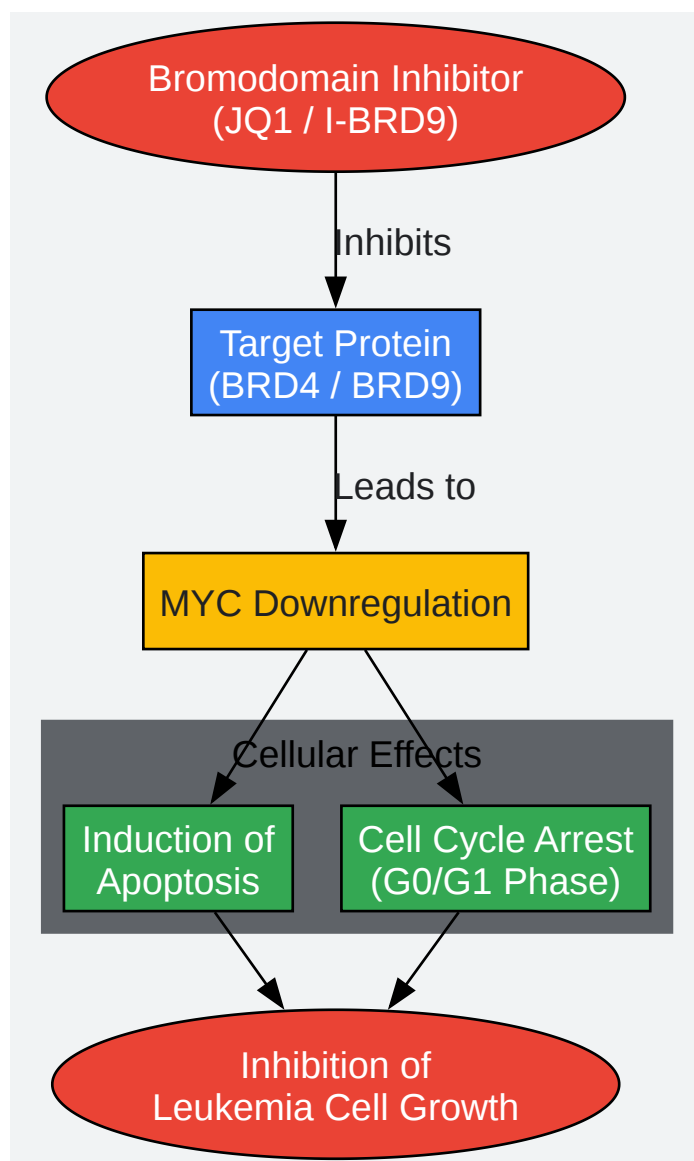 Bromodomain Inhibitor
(JQ1 / I-BRD9)
Inhibits
Target Protein
(BRD4 / BRD9)
Leads to
MYC Downregulation
Cellular Effects
Induction of
Apoptosis
Cell Cycle Arrest
(G0/G1 Phase)
Inhibition of
Leukemia Cell Growth